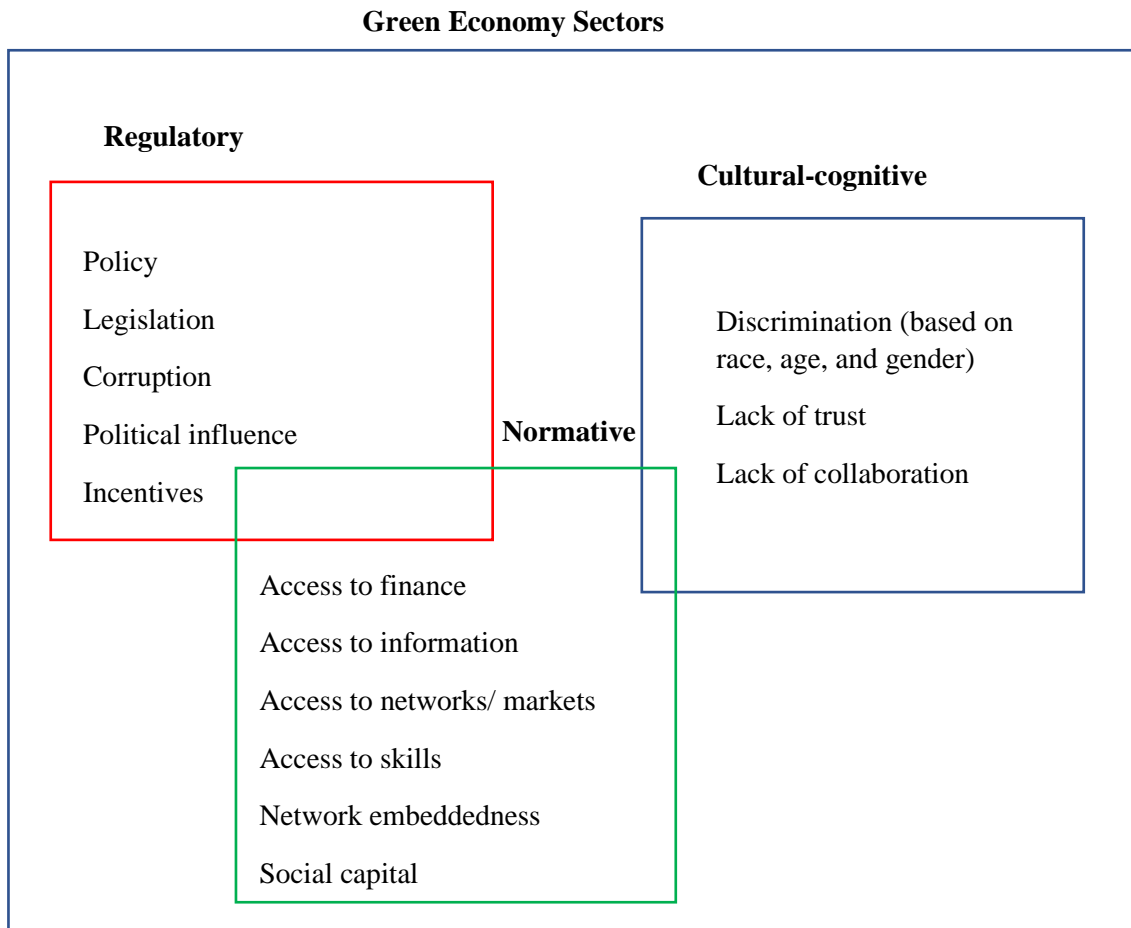 Green Economy Sectors
Regulatory
Policy
Legislation
Corruption
Political influence
Incentives
Cultural-cognitive
Discrimination (based on
race, age, and gender)
Lack of trust
Lack of collaboration
Normative
Access to finance
Access to information
Access to networks/ markets
Access to skills
Network embeddedness
Social capital